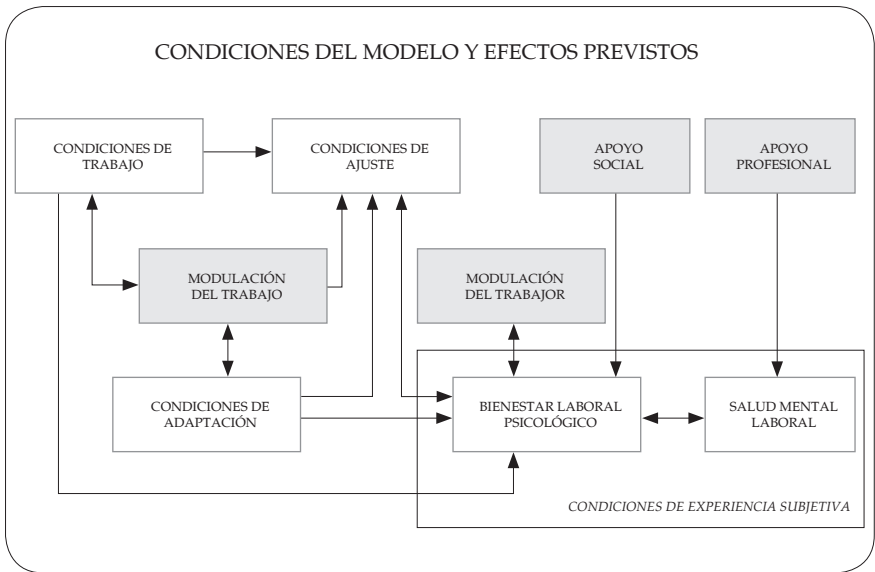 CONDICIONES DEL MODELO Y EFECTOS PREVISTOS
CONDICIONES DE
TRABAJO
CONDICIONES DE
AJUSTE
APOYO
SOCIAL
APOYO
PROFESIONAL
MODULACIÓN
DEL TRABAJO
MODULACIÓN
DEL TRABAJOR
CONDICIONES DE
ADAPTACIÓN
BIENESTAR LABORAL
PSICOLÓGICO
SALUD MENTAL
LABORAL
CONDICIONES DE EXPERIENCIA SUBJETIVA